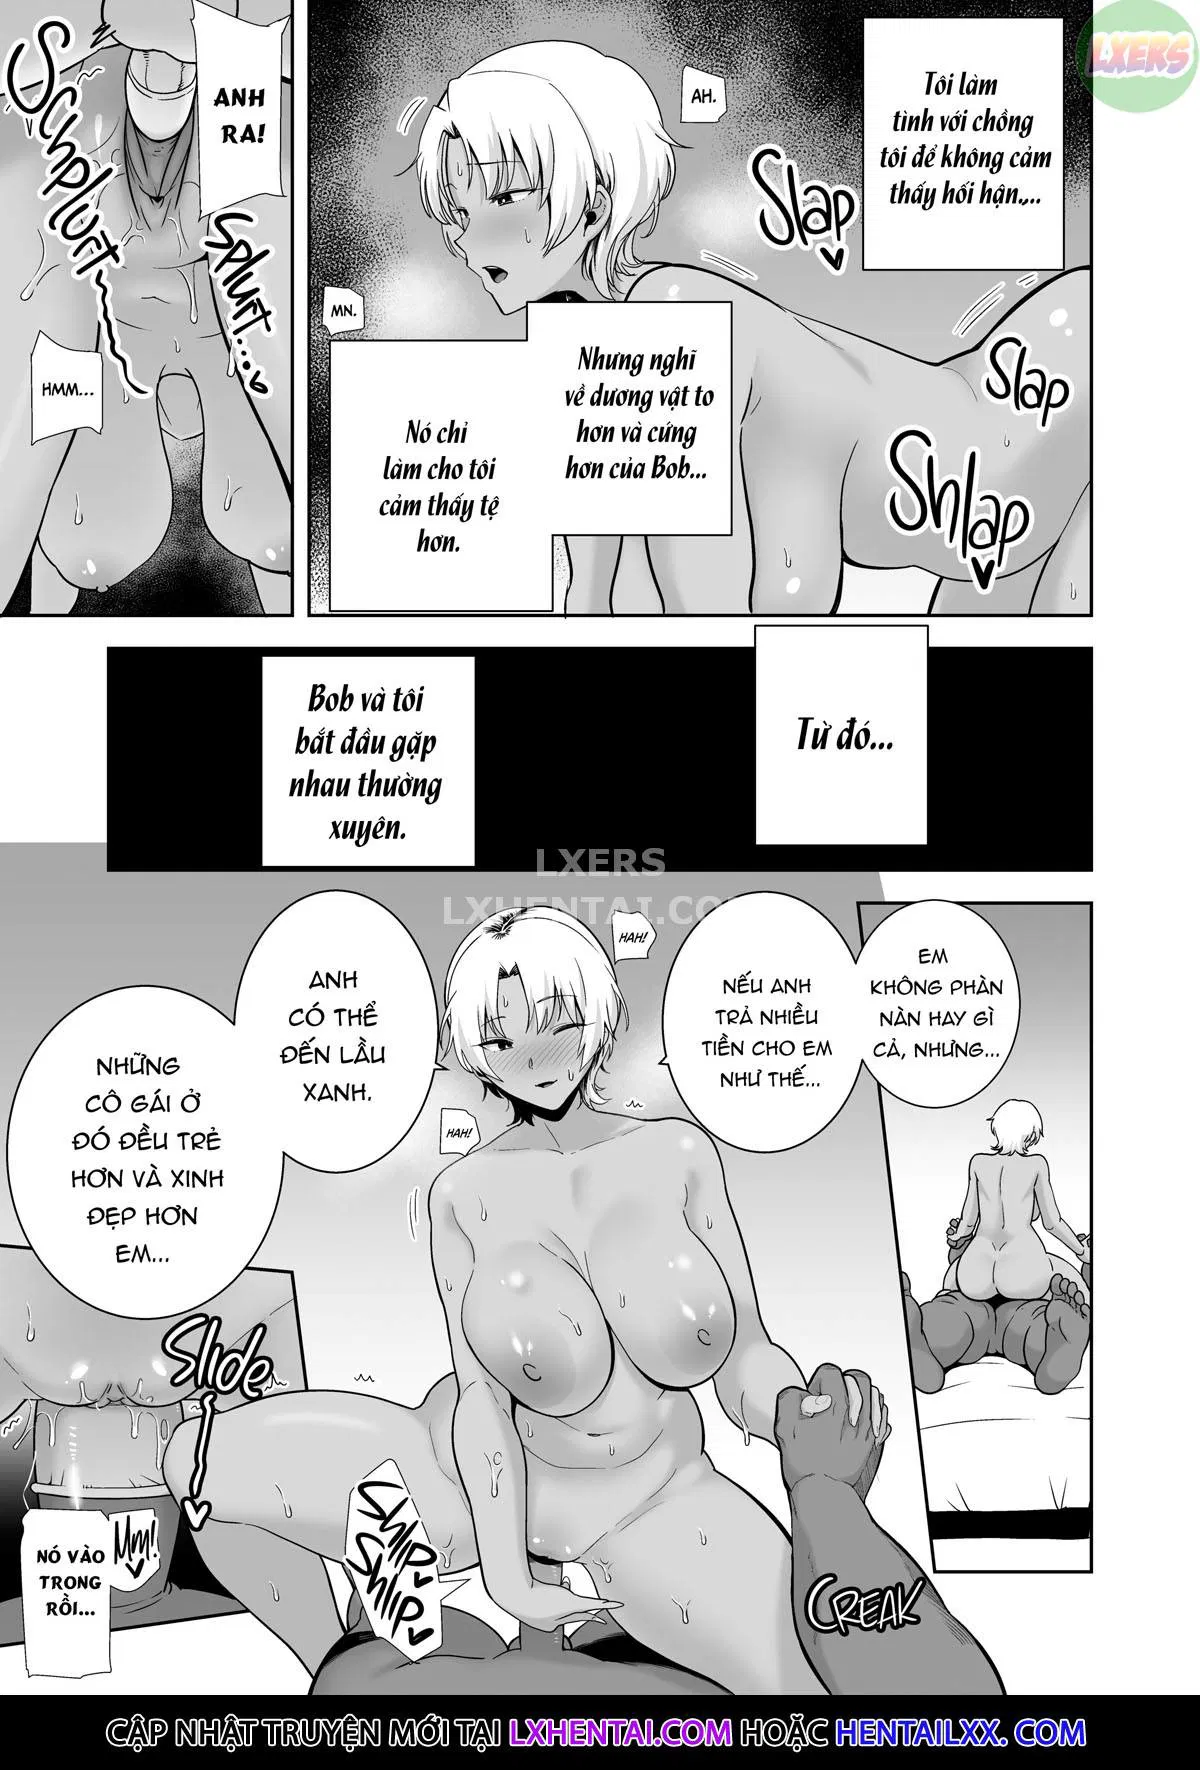 LXERS
Tôi làm
tình với chồng
tôi để không cảm
thấy hối hận.,..
AH.
Slap
Slap
Shlap
MN.
Nhưng nghĩ
về dương vật to
hơn và cứng
hơn của Bob...
Nó chỉ
làm cho tôi
cảm thấy tệ
hơn.
ANH
RA!
Schplurt
Splurt....
HMM...
Từ đó...
Bob và tôi
bắt đầu gặp
nhau thường
xuyên.
LXERS
LXHENTAI.CO
EM
KHÔNG PHÀN
NÀN HAY GÌ
CẢ, NHƯNG...
NẾU ANH
TRẢ NHIỀU
TIỀN CHO EM
NHƯ THẾ...
HAH!
HAH!
ANH
CÓ THỂ
ĐẾN LẦU
XANH.
NHỮNG
CÔ GÁI Ở
ĐÓ ĐỀU TRẺ
HƠN VÀ XINH
ĐẸP HƠN
EM...
Slide
Mm!
NÓ VÀO
TRONG
RỒI...
Shlip
Shlip
CREAK
CẬP NHẬT TRUYỆN MỚI TẠI LXHENTAI.COM HOẶC HENTAILXX. COM